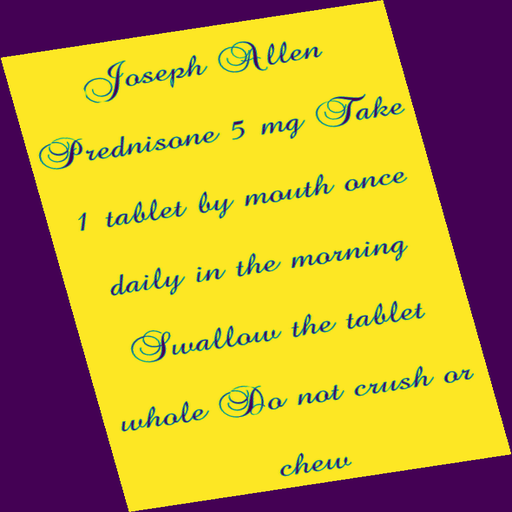 Joseph Allen
Prednisone 5 mg Take
1 tablet by mouth once
daily in the morning
Swallow the tablet
whole Do not crush or
chew